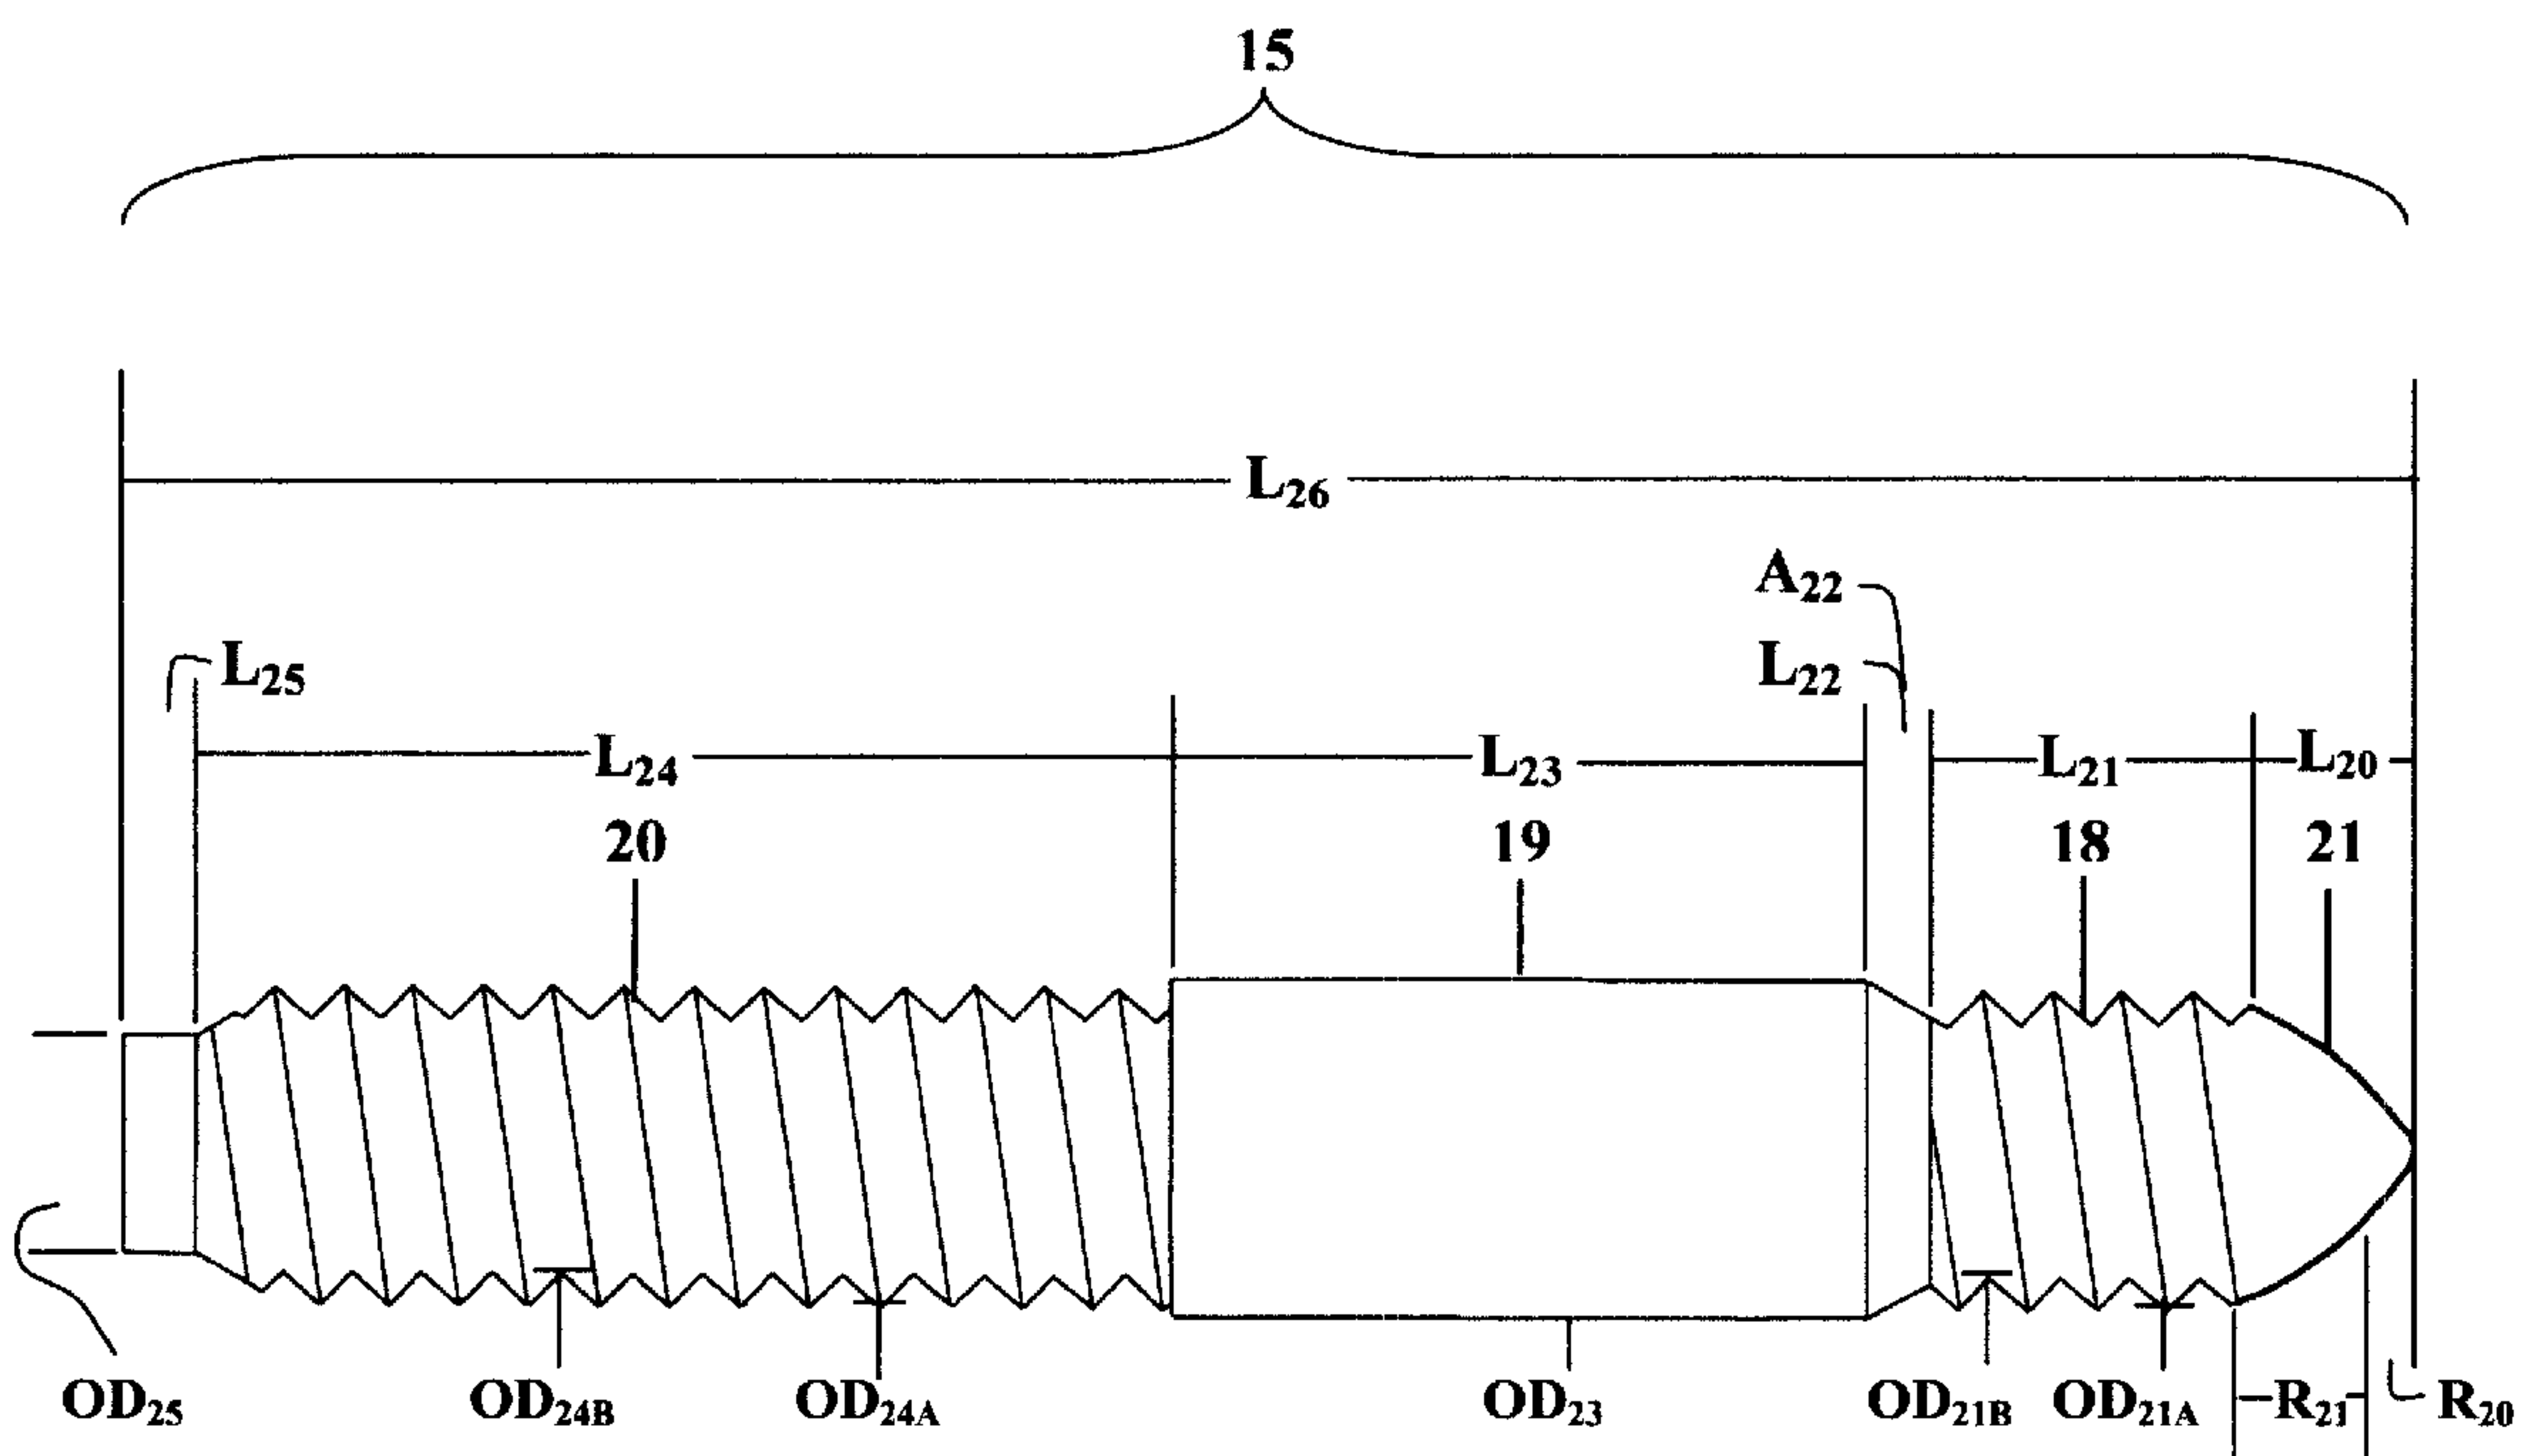 15
L26
A22
L25 L22
L24 L23 L21 L20
20 19 18 21
OD25 OD24B OD24A OD23 OD21B OD21A R21 R20